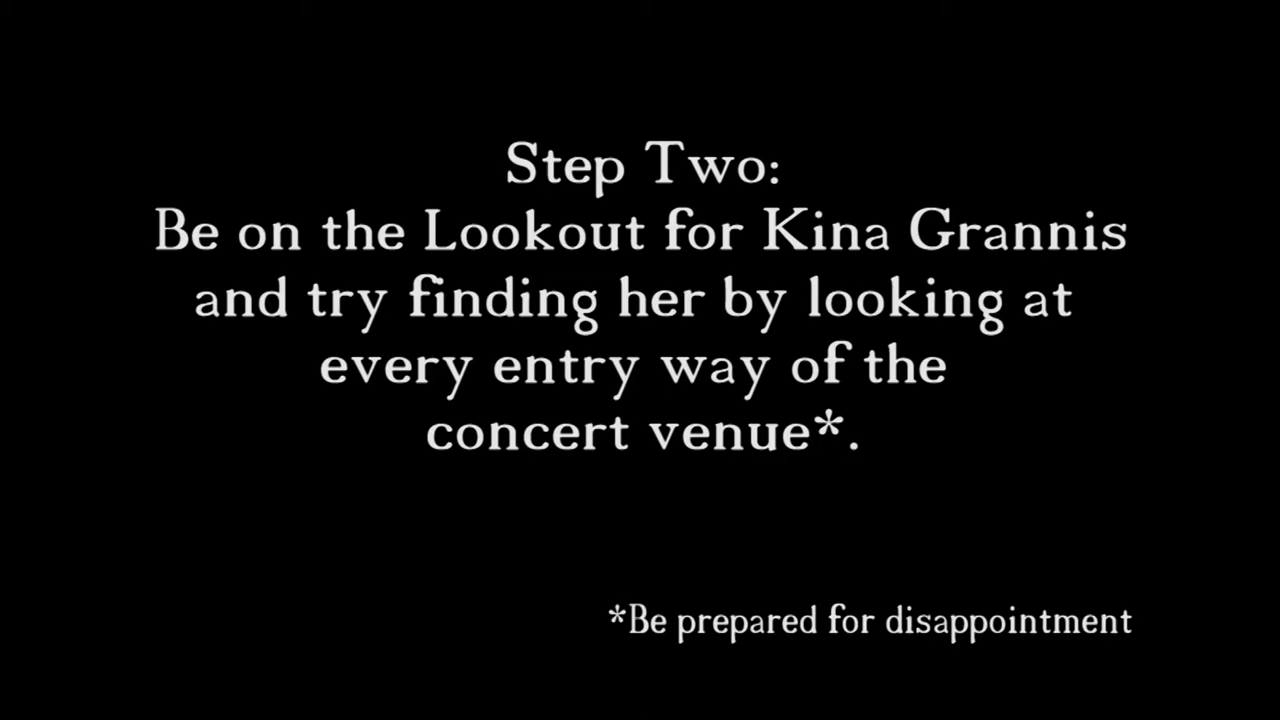 Step Two:
Be on the Lookout for Kina Grannis
and try finding her by looking at
every entry way of the
concert venue*.
*Be prepared for disappointment